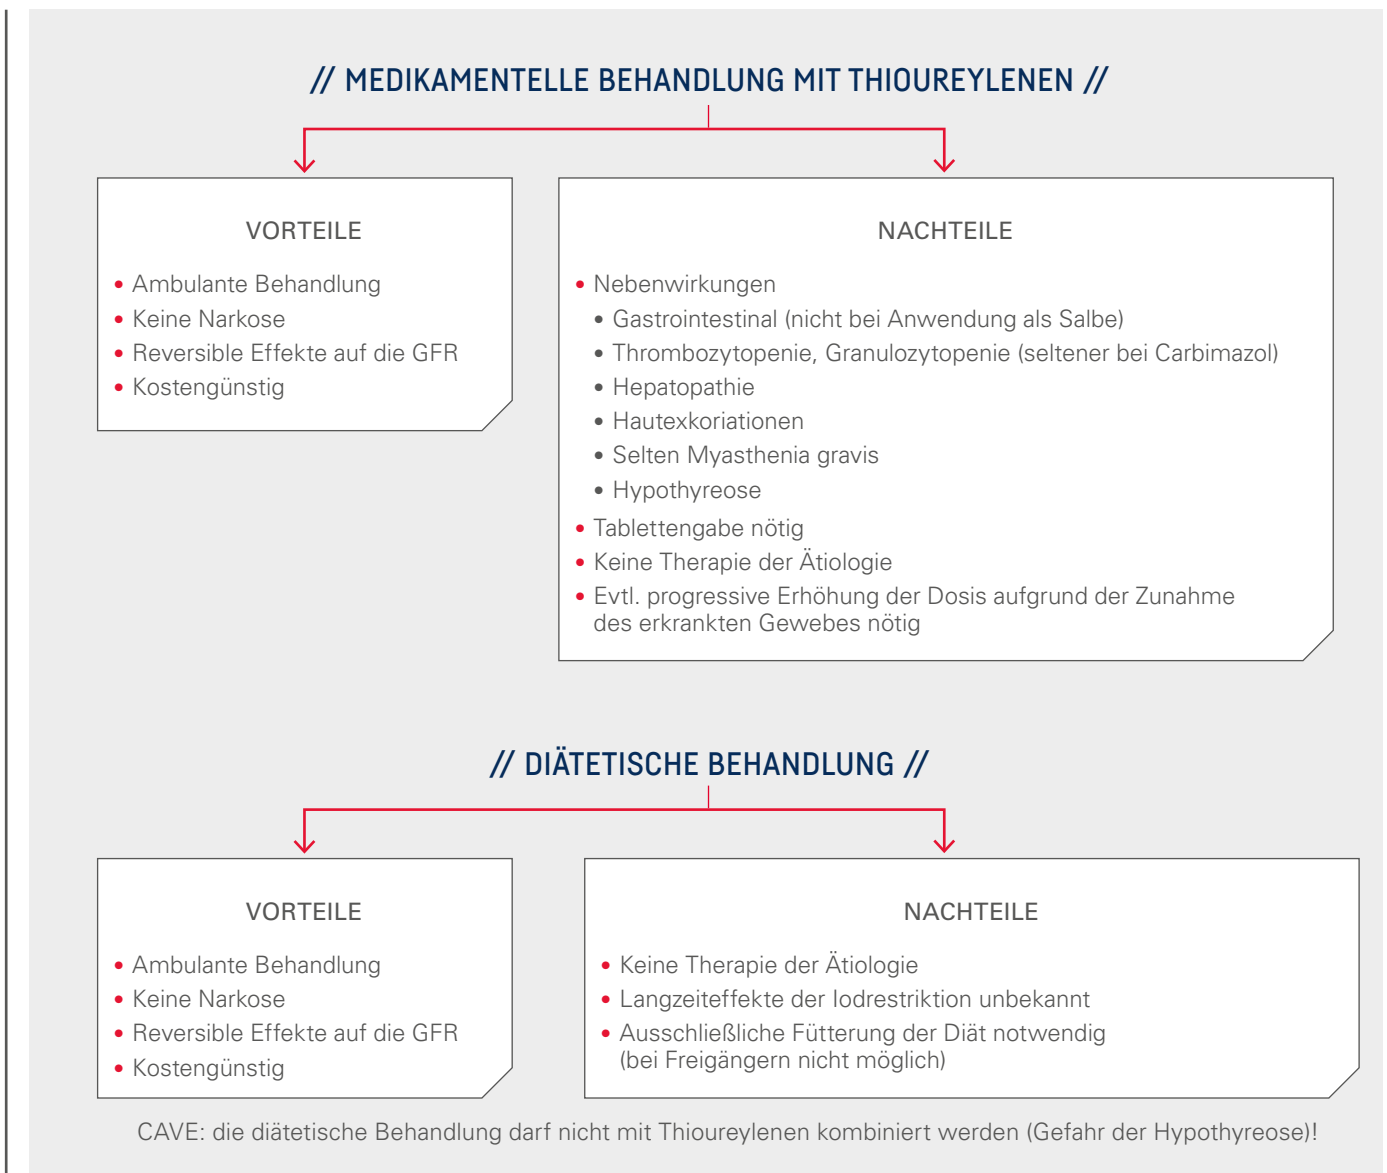 // MEDIKAMENTELLE BEHANDLUNG MIT THIOUREYLENEN //
VORTEILE
• Ambulante Behandlung
• Keine Narkose
• Reversible Effekte auf die GFR
• Kostengünstig
NACHTEILE
• Nebenwirkungen
• Gastrointestinal (nicht bei Anwendung als Salbe)
• Thrombozytopenie, Granulozytopenie (seltener bei Carbimazol)
• Hepatopathie
• Hautexkoriationen
• Selten Myasthenia gravis
• Hypothyreose
• Tablettengabe nötig
• Keine Therapie der Ätiologie
• Evtl. progressive Erhöhung der Dosis aufgrund der Zunahme
des erkrankten Gewebes nötig
// DIÄTETISCHE BEHANDLUNG //
VORTEILE
• Ambulante Behandlung
• Keine Narkose
• Reversible Effekte auf die GFR
• Kostengünstig
NACHTEILE
• Keine Therapie der Ätiologie
• Langzeiteffekte der Iodrestriktion unbekannt
• Ausschließliche Fütterung der Diät notwendig
(bei Freigängern nicht möglich)
CAVE: die diätetische Behandlung darf nicht mit Thioureylenen kombiniert werden (Gefahr der Hypothyreose)!